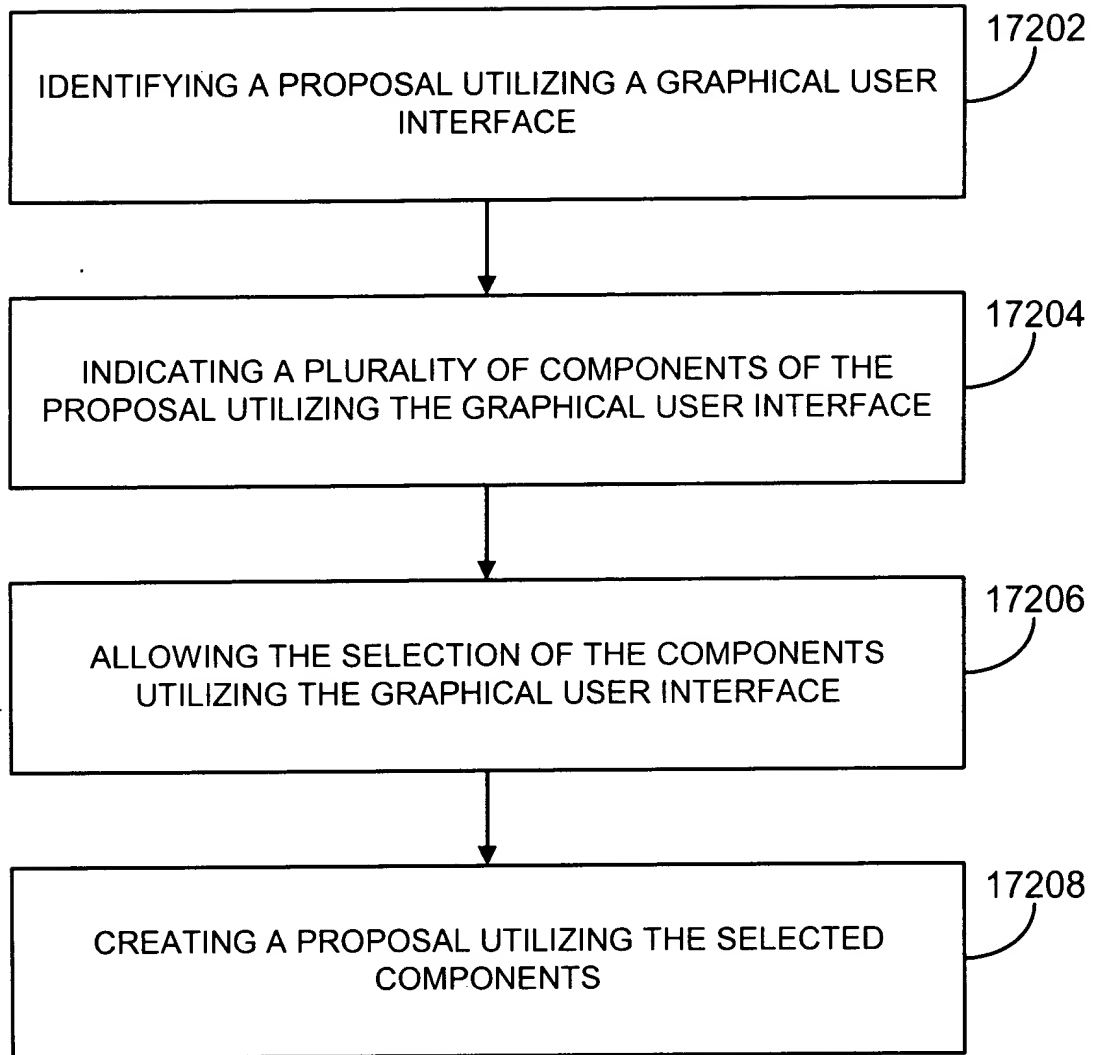 17202
IDENTIFYING A PROPOSAL UTILIZING A GRAPHICAL USER
INTERFACE
17204
INDICATING A PLURALITY OF COMPONENTS OF THE
PROPOSAL UTILIZING THE GRAPHICAL USER INTERFACE
17206
ALLOWING THE SELECTION OF THE COMPONENTS
UTILIZING THE GRAPHICAL USER INTERFACE
17208
CREATING A PROPOSAL UTILIZING THE SELECTED
COMPONENTS